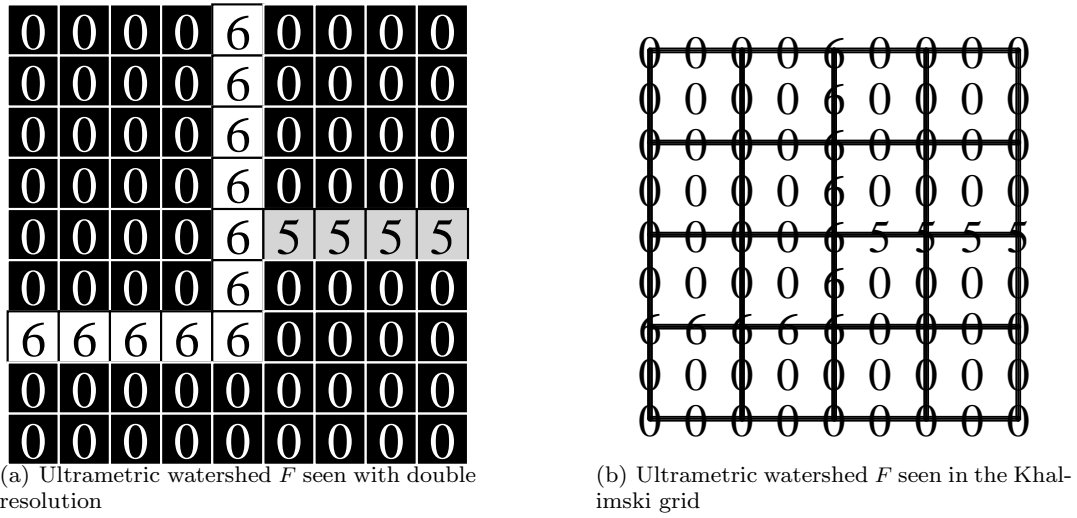 0 0 0 0 6 0 0 0 0
0 0 0 0 6 0 0 0 0
0 0 0 0 6 0 0 0 0
0 0 0 0 6 0 0 0 0
0 0 0 0 6 5 5 5 5
0 0 0 0 6 0 0 0 0
6 6 6 6 6 0 0 0 0
0 0 0 0 0 0 0 0 0
0 0 0 0 0 0 0 0 0
(a) Ultrametric watershed F seen with double
resolution
0 0 0 0 6 0 0 0 0
0 0 0 0 6 0 0 0 0
0 0 0 0 6 0 0 0 0
0 0 0 0 6 0 0 0 0
0 0 0 0 6 5 5 5 5
0 0 0 0 6 0 0 0 0
6 6 6 6 6 0 0 0 0
0 0 0 0 0 0 0 0 0
0 0 0 0 0 0 0 0 0
(b) Ultrametric watershed F seen in the Khal-
imski grid